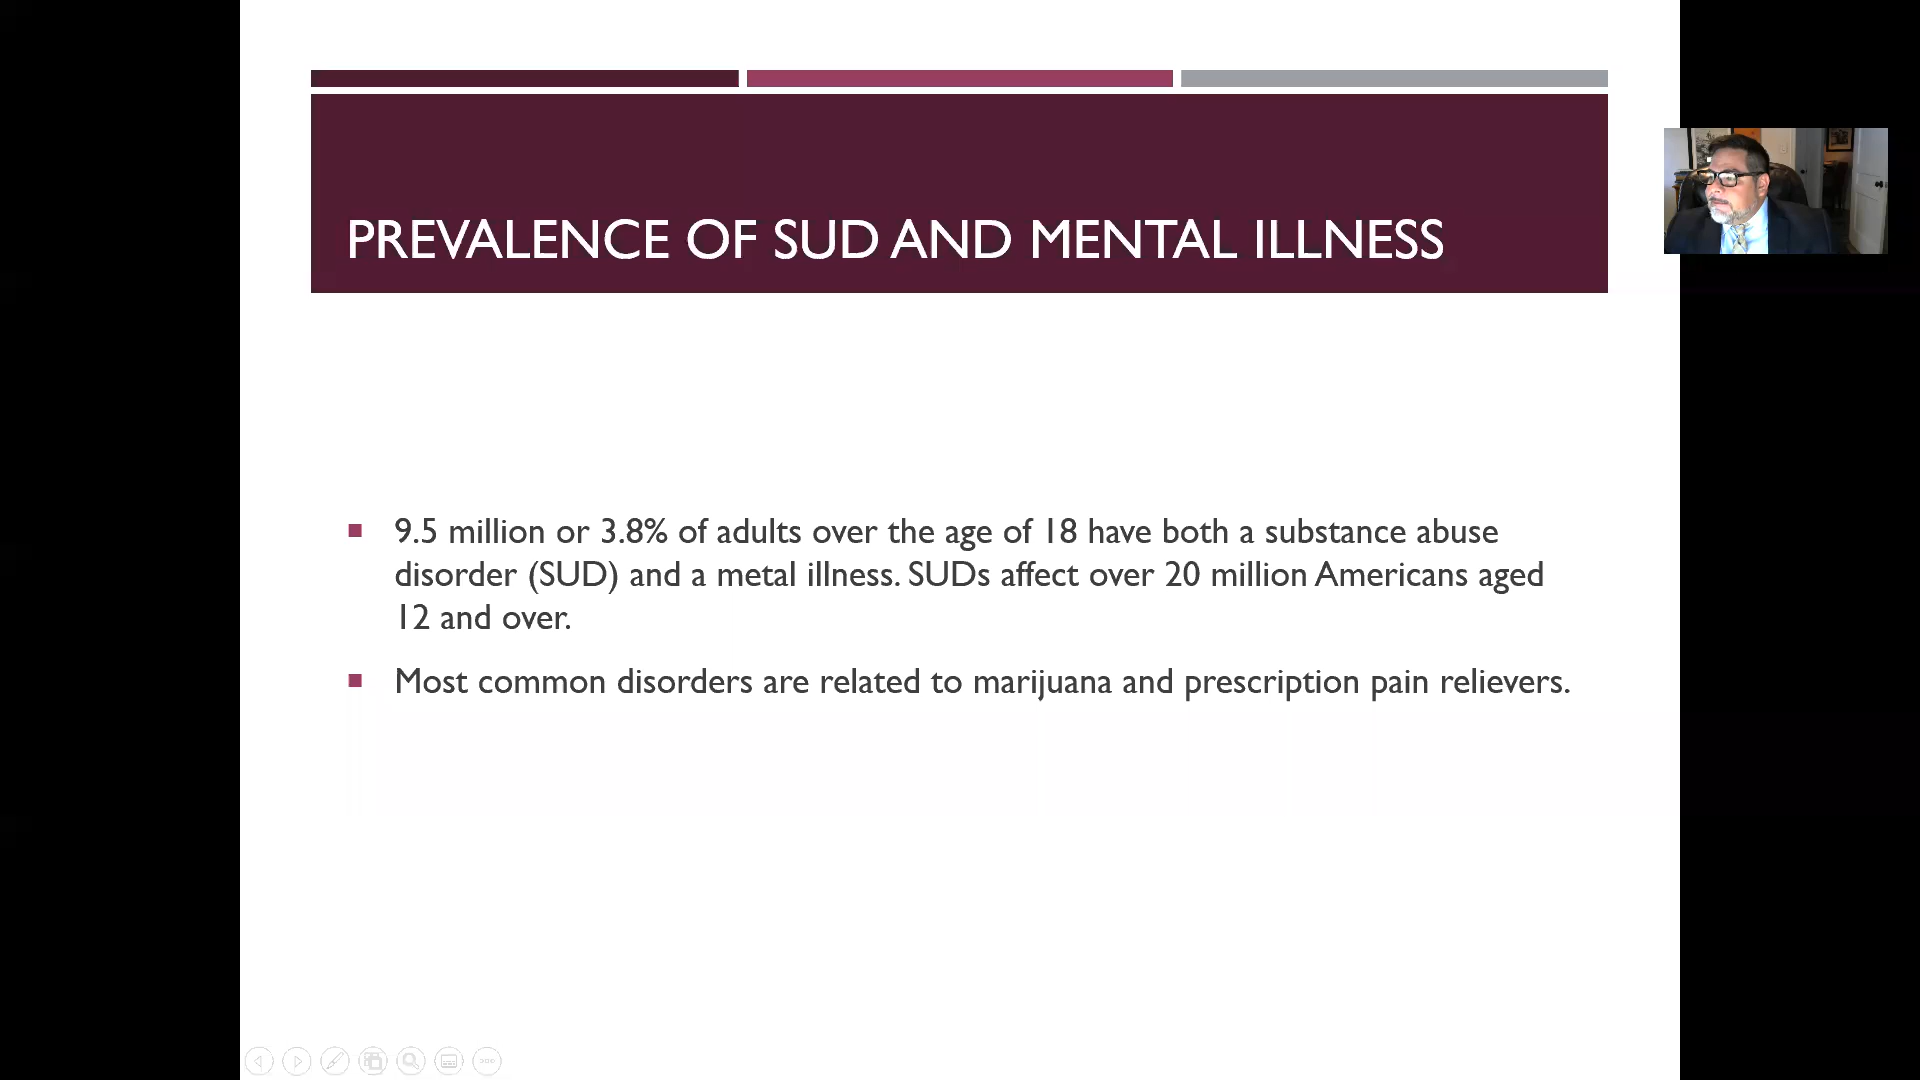 PREVALENCE OF SUD AND MENTAL ILLNESS
9.5 million or 3.8% of adults over the age of 18 have both a substance abuse
disorder (SUD) and a metal illness. SUDs affect over 20 million Americans aged
12 and over.
Most common disorders are related to marijuana and prescription pain relievers.